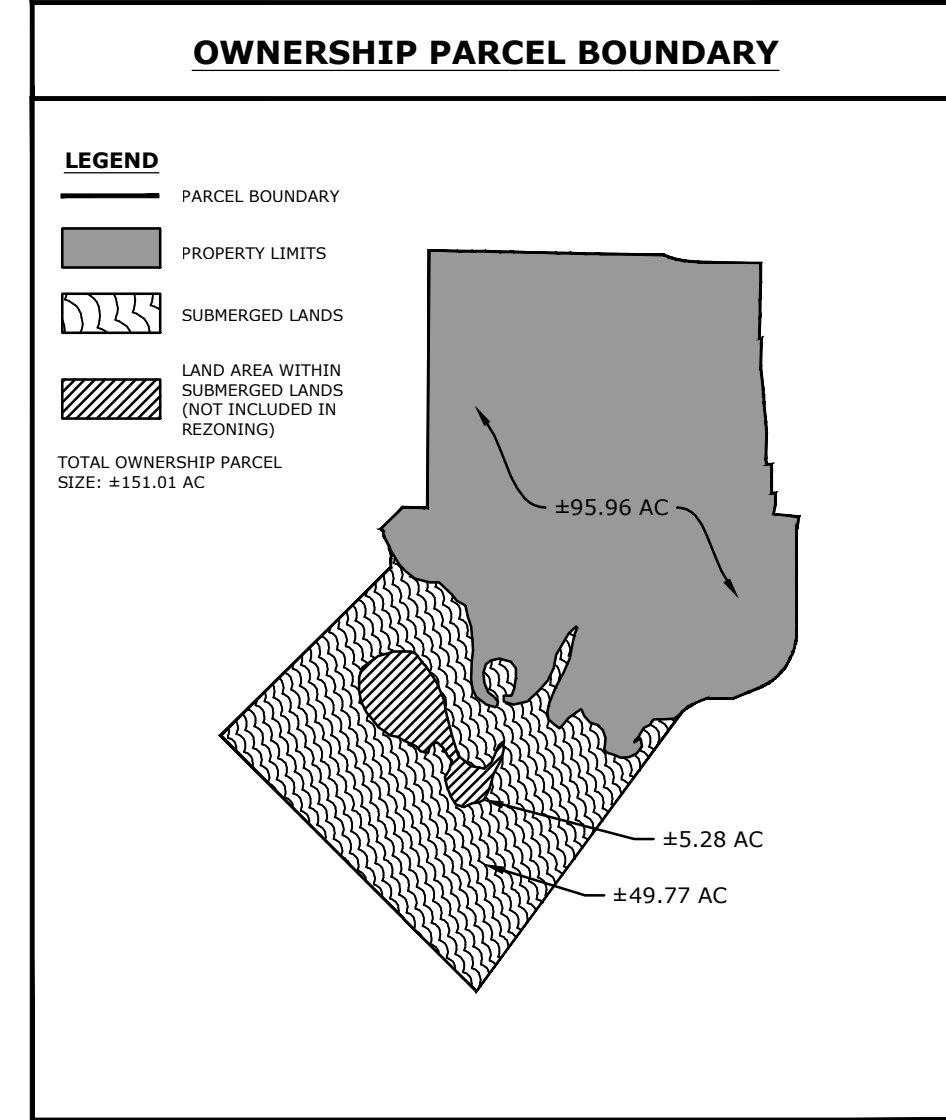 OWNERSHIP PARCEL BOUNDARY
LEGEND
PARCEL BOUNDARY
PROPERTY LIMITS
SUBMERGED LANDS
LAND AREA WITHIN
SUBMERGED LANDS
(NOT INCLUDED IN
REZONING)
TOTAL OWNERSHIP PARCEL
SIZE: ±151.01 AC
±95.96 AC
±5.28 AC
±49.77 AC